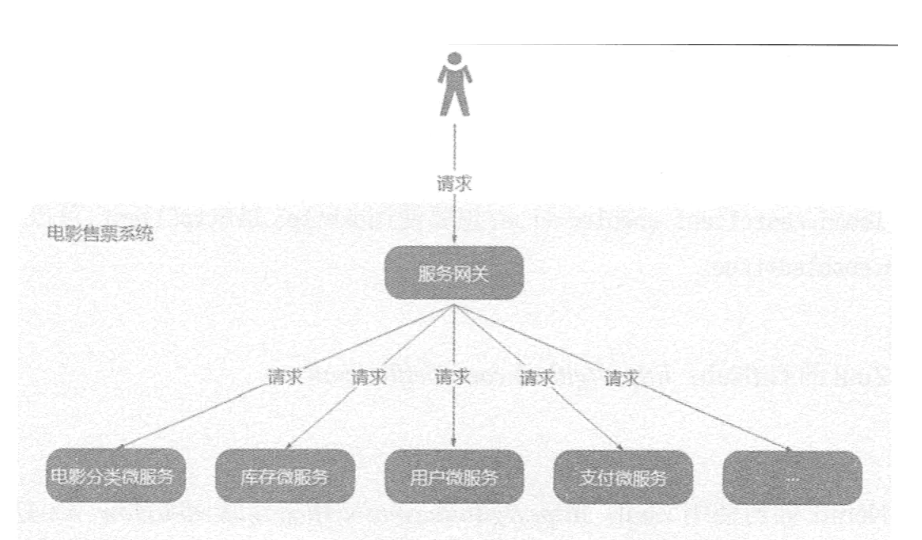 请求
电影售票系统
服务网关
请求 请求 请求 请求 请求
电影分类微服务 库存微服务 用户微服务 支付微服务 ...